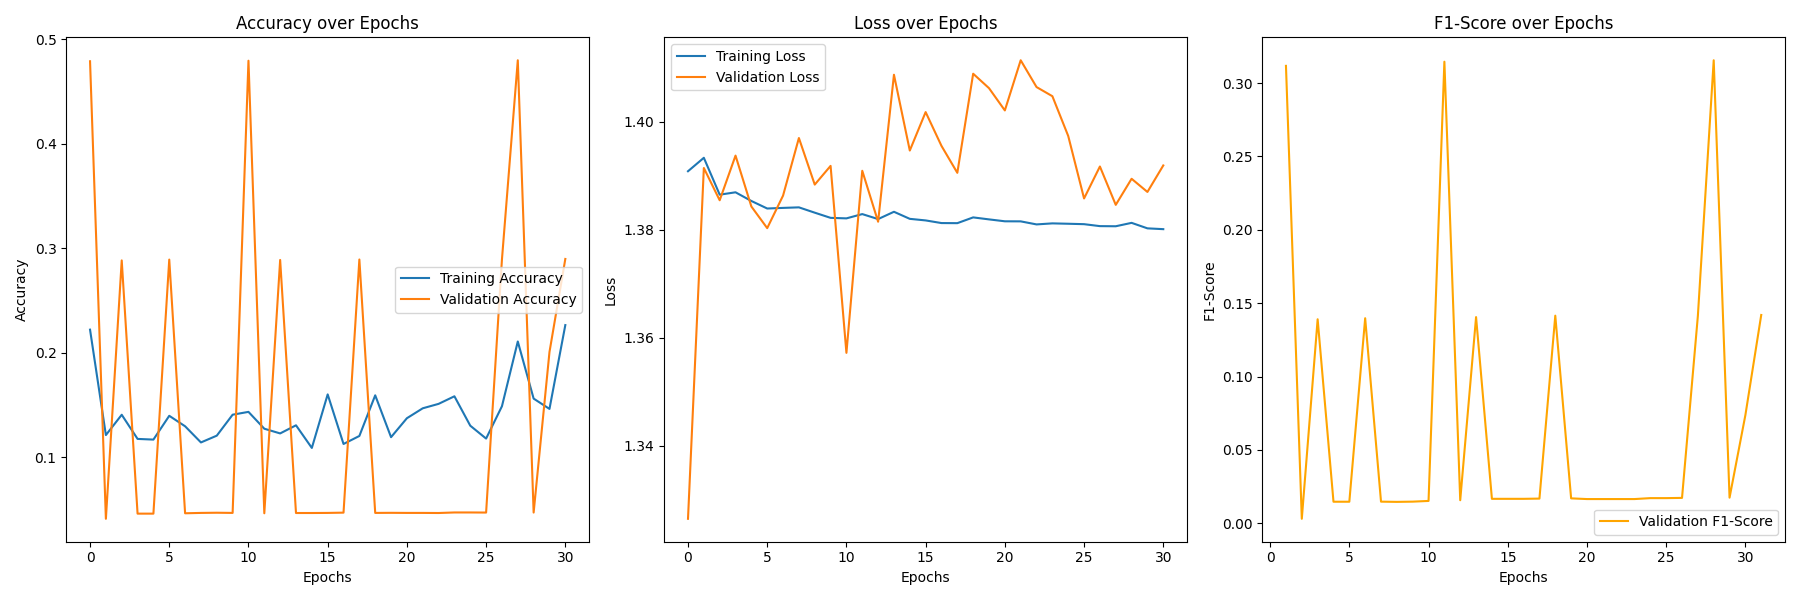 Accuracy over Epochs
0.5
0.4
0.3
0.2
0.1
Accuracy
Training Accuracy
Validation Accuracy
0 5 10 15 20 25 30
Epochs
Loss over Epochs
Training Loss
Validation Loss
1.40
1.38
1.36
1.34
Loss
0 5 10 15 20 25 30
Epochs
F1-Score over Epochs
0.30
0.25
0.20
0.15
0.10
0.05
0.00
F1-Score
Validation F1-Score
0 5 10 15 20 25 30
Epochs